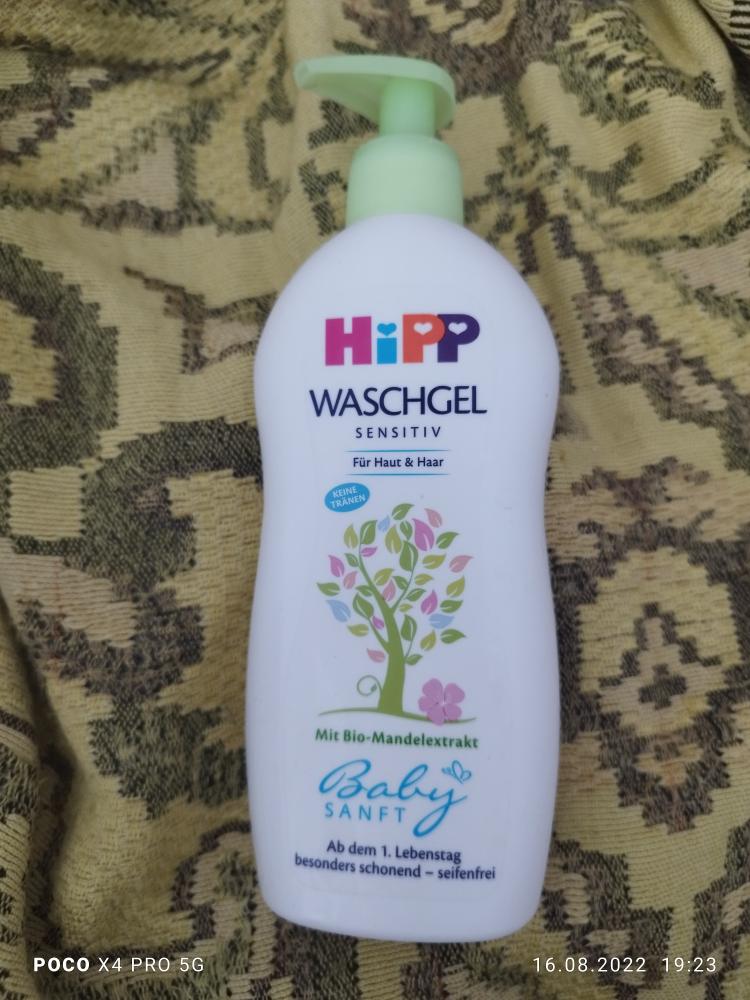 HiPP
WASCHGEL
SENSITIV
Für Haut & Haar
KEINE
TRÄNEN
Mit Bio-Mandelextrakt
Baby
SANFT
Ab dem 1. Lebenstag
besonders schonend – seifenfrei
POCO X4 PRO 5G
16.08.2022 19:23